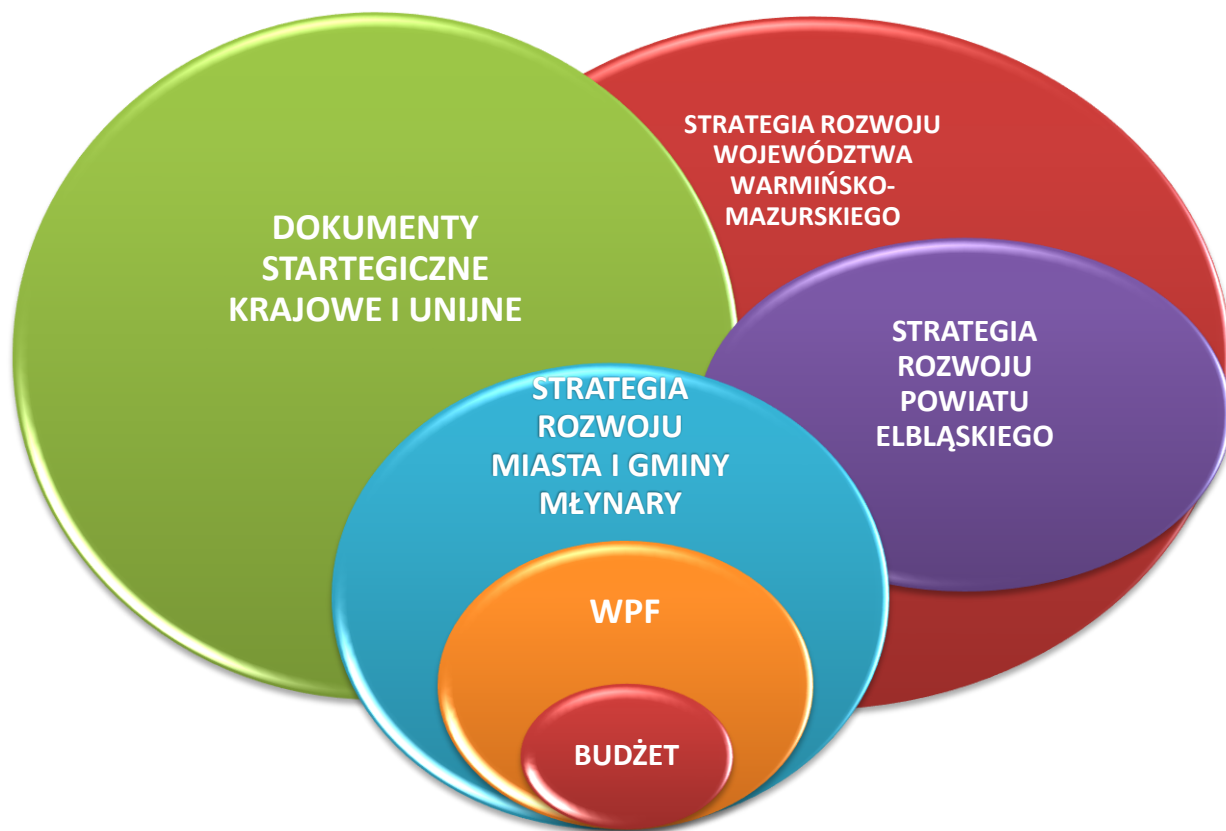 STRATEGIA ROZWOJU
WOJEWÓDZTWA
WARMIŃSKO-
MAZURSKIEGO
DOKUMENTY
STARTEGICZNE
KRAJOWE I UNIJNE
STRATEGIA
ROZWOJU
POWIATU
ELBLĄSKIEGO
STRATEGIA
ROZWOJU
MIASTA I GMINY
MŁYNARY
WPF
BUDŻET